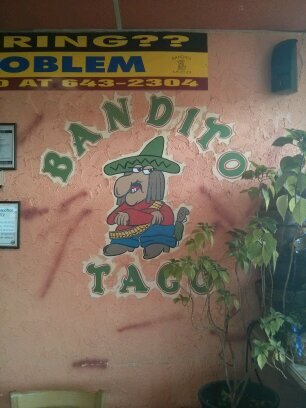 RING??
OBLEM
D AT 643-2304
BANDITO
TACO